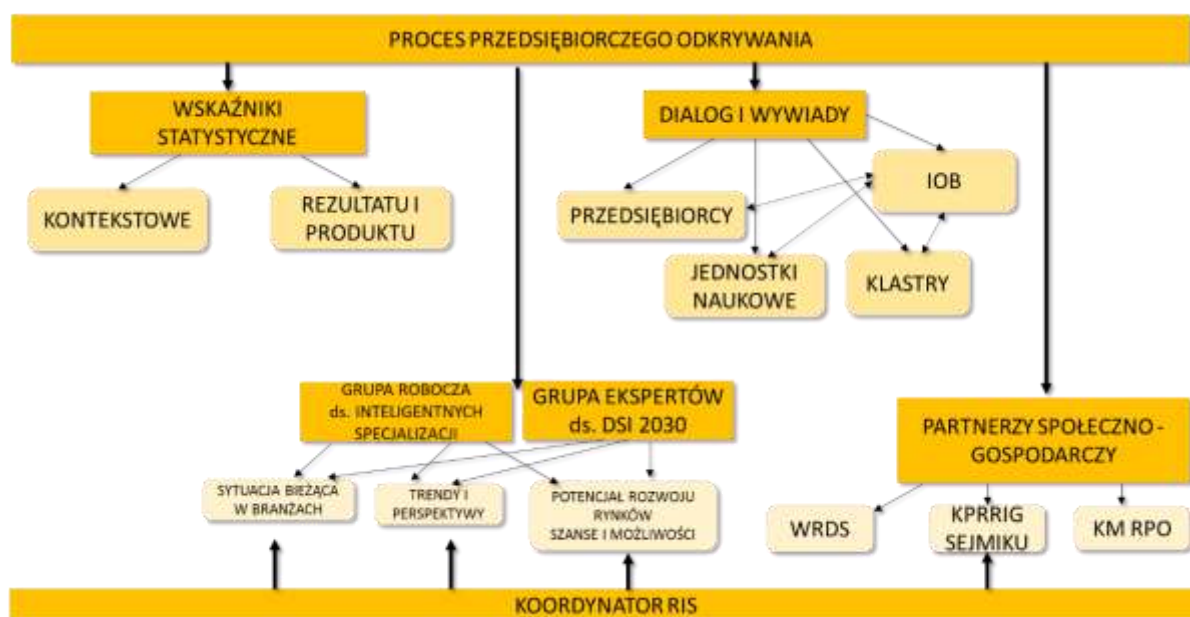 PROCES PRZEDSIĘBIORCZEGO ODKRYWANIA
WSKAŹNIKI
STATYSTYCZNE
DIALOG I WYWIADY
KONTEKSTOWE
REZULTATU I
PRODUKTU
PRZEDSIĘBIORCY
IOB
JEDNOSTKI
NAUKOWE
KLASTRY
GRUPA ROBOCZA
ds. INTELIGENTNYCH
SPECJALIZACJI
GRUPA EKSPERTÓW
ds. DSI 2030
PARTNERZY SPOŁECZNO -
GOSPODARCZY
SYTUACJA BIEŻĄCA
W BRANŻACH
TRENDY I
PERSPEKTYWY
POTENCJAŁ ROZWOJU
RYNKÓW
SZANSE I MOŻLIWOŚCI
WRDS
KPRRIG
SEJMIKU
KM RPO
KOORDYNATOR RIS